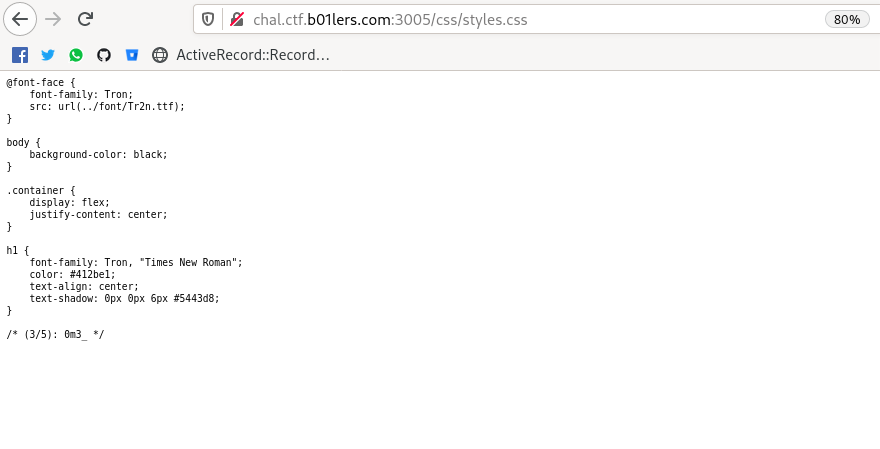 chal.ctf.b01lers.com:3005/css/styles.css
80%
ActiveRecord::Record...
@font-face {
    font-family: Tron;
    src: url(../font/Tr2n.ttf);
}

body {
    background-color: black;
}

.container {
    display: flex;
    justify-content: center;
}

h1 {
    font-family: Tron, "Times New Roman";
    color: #412be1;
    text-align: center;
    text-shadow: 0px 0px 6px #5443d8;
}

/* (3/5): 0m3_ */